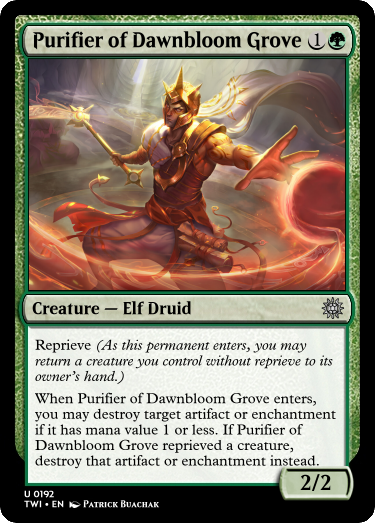 Purifier of Dawnbloom Grove 1
Creature — Elf Druid
Reprieve (As this permanent enters, you may
return a creature you control without reprieve to its
owner's hand.)
When Purifier of Dawnbloom Grove enters,
you may destroy target artifact or enchantment
if it has mana value 1 or less. If Purifier of
Dawnbloom Grove reprieved a creature,
destroy that artifact or enchantment instead.
2/2
U 0192
TWI • EN Patrick Buachak